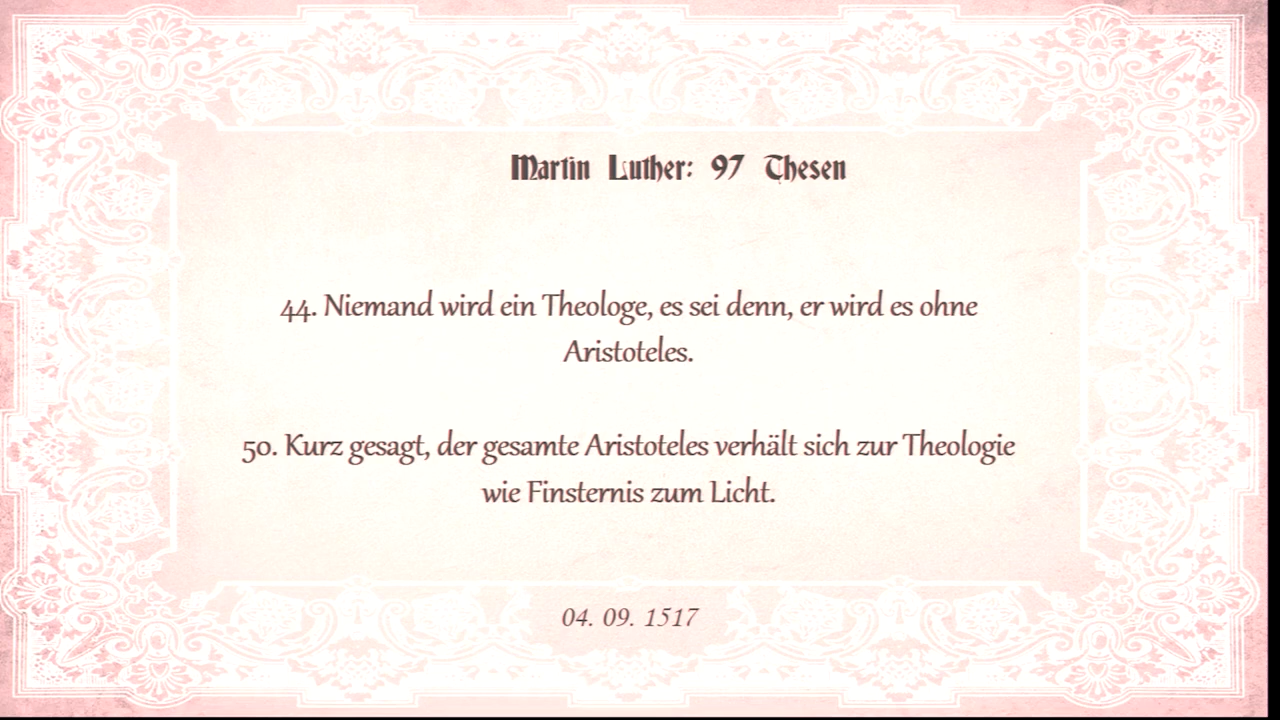 Martin Luther: 97 Thesen
44. Niemand wird ein Theologe, es sei denn, er wird es ohne
Aristoteles.
50. Kurz gesagt, der gesamte Aristoteles verhält sich zur Theologie
wie Finsternis zum Licht.
04. 09. 1517